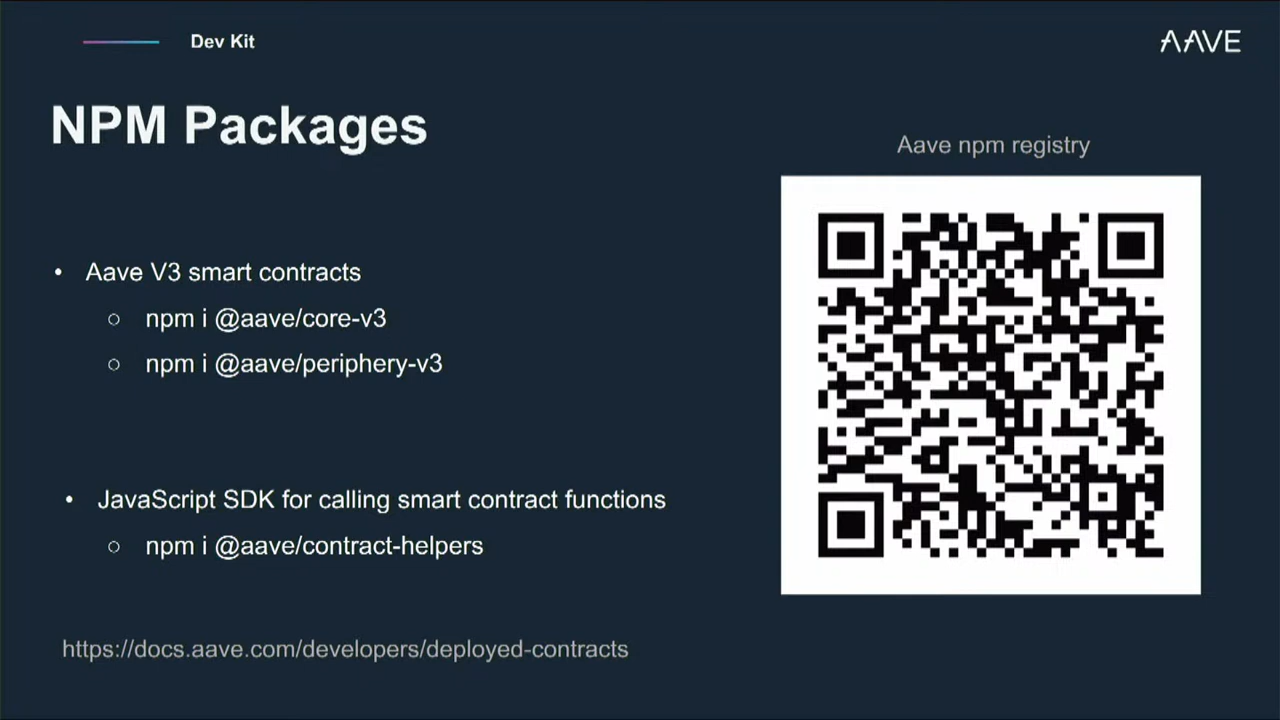 Dev Kit
AAVE
NPM Packages
Aave npm registry
• Aave V3 smart contracts
○ npm i @aave/core-v3
○ npm i @aave/periphery-v3
• JavaScript SDK for calling smart contract functions
○ npm i @aave/contract-helpers
https://docs.aave.com/developers/deployed-contracts